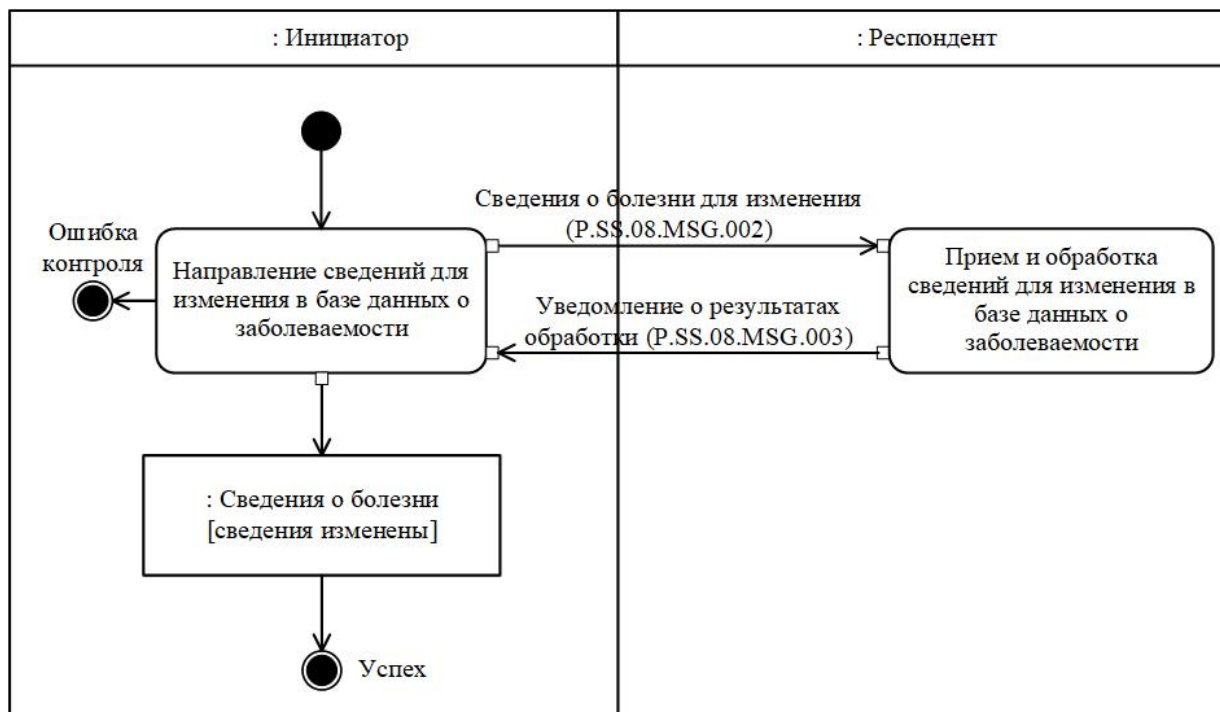 : Инициатор
: Респондент
Сведения о болезни для изменения
(P.SS.08.MSG.002)
Ошибка
контроля
Направление сведений для
изменения в базе данных о
заболеваемости
Прием и обработка
сведений для изменения в
базе данных о
заболеваемости
Уведомление о результатах
обработки (P.SS.08.MSG.003)
: Сведения о болезни
[сведения изменены]
Успех